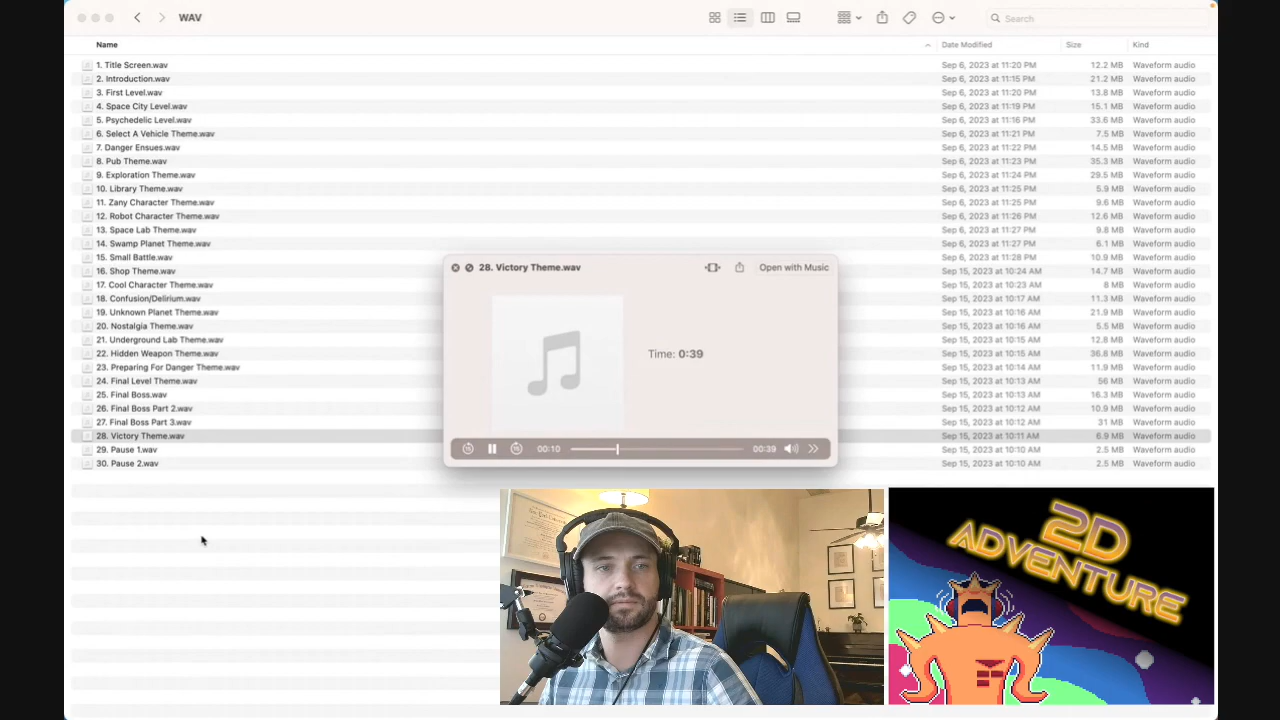 WAV
Search
Name Date Modified Size Kind
1. Title Screen.wav Sep 6, 2023 at 11:20 PM 12.2 MB Waveform audio
2. Introduction.wav Sep 6, 2023 at 11:15 PM 21.2 MB Waveform audio
3. First Level.wav Sep 6, 2023 at 11:20 PM 13.8 MB Waveform audio
4. Space City Level.wav Sep 6, 2023 at 11:19 PM 15.1 MB Waveform audio
5. Psychedelic Level.wav Sep 6, 2023 at 11:16 PM 33.6 MB Waveform audio
6. Select A Vehicle Theme.wav Sep 6, 2023 at 11:21 PM 7.5 MB Waveform audio
7. Danger Ensues.wav Sep 6, 2023 at 11:22 PM 14.5 MB Waveform audio
8. Pub Theme.wav Sep 6, 2023 at 11:23 PM 35.3 MB Waveform audio
9. Exploration Theme.wav Sep 6, 2023 at 11:24 PM 29.5 MB Waveform audio
10. Library Theme.wav Sep 6, 2023 at 11:25 PM 5.9 MB Waveform audio
11. Zany Character Theme.wav Sep 6, 2023 at 11:25 PM 9.6 MB Waveform audio
12. Robot Character Theme.wav Sep 6, 2023 at 11:26 PM 12.6 MB Waveform audio
13. Space Lab Theme.wav Sep 6, 2023 at 11:27 PM 9.8 MB Waveform audio
14. Swamp Planet Theme.wav Sep 6, 2023 at 11:27 PM 6.1 MB Waveform audio
15. Small Battle.wav Sep 6, 2023 at 11:28 PM 10.9 MB Waveform audio
16. Shop Theme.wav Sep 15, 2023 at 10:24 AM 14.7 MB Waveform audio
17. Cool Character Theme.wav Sep 15, 2023 at 10:23 AM 8 MB Waveform audio
18. Confusion/Delirium.wav Sep 15, 2023 at 10:17 AM 11.3 MB Waveform audio
19. Unknown Planet Theme.wav Sep 15, 2023 at 10:16 AM 21.9 MB Waveform audio
20. Nostalgia Theme.wav Sep 15, 2023 at 10:16 AM 5.5 MB Waveform audio
21. Underground Lab Theme.wav Sep 15, 2023 at 10:15 AM 12.8 MB Waveform audio
22. Hidden Weapon Theme.wav Sep 15, 2023 at 10:15 AM 36.8 MB Waveform audio
23. Preparing For Danger Theme.wav Sep 15, 2023 at 10:14 AM 11.9 MB Waveform audio
24. Final Level Theme.wav Sep 15, 2023 at 10:13 AM 56 MB Waveform audio
25. Final Boss.wav Sep 15, 2023 at 10:13 AM 16.3 MB Waveform audio
26. Final Boss Part 2.wav Sep 15, 2023 at 10:12 AM 10.9 MB Waveform audio
27. Final Boss Part 3.wav Sep 15, 2023 at 10:12 AM 31 MB Waveform audio
28. Victory Theme.wav Sep 15, 2023 at 10:11 AM 6.9 MB Waveform audio
29. Pause 1.wav Sep 15, 2023 at 10:10 AM 2.5 MB Waveform audio
30. Pause 2.wav Sep 15, 2023 at 10:10 AM 2.5 MB Waveform audio
28. Victory Theme.wav Open with Music
Time: 0:39
00:10 00:39
2D
ADVENTURE